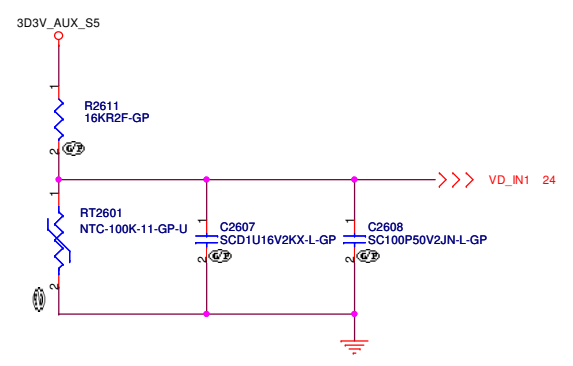 3D3V_AUX_S5
1
R2611
16KR2F-GP
2
G/P
VD_IN1 24
1
RT2601
NTC-100K-11-GP-U
2
1
C2607
SCD1U16V2KX-L-GP
2
G/P
1
C2608
SC100P50V2JN-L-GP
2
G/P